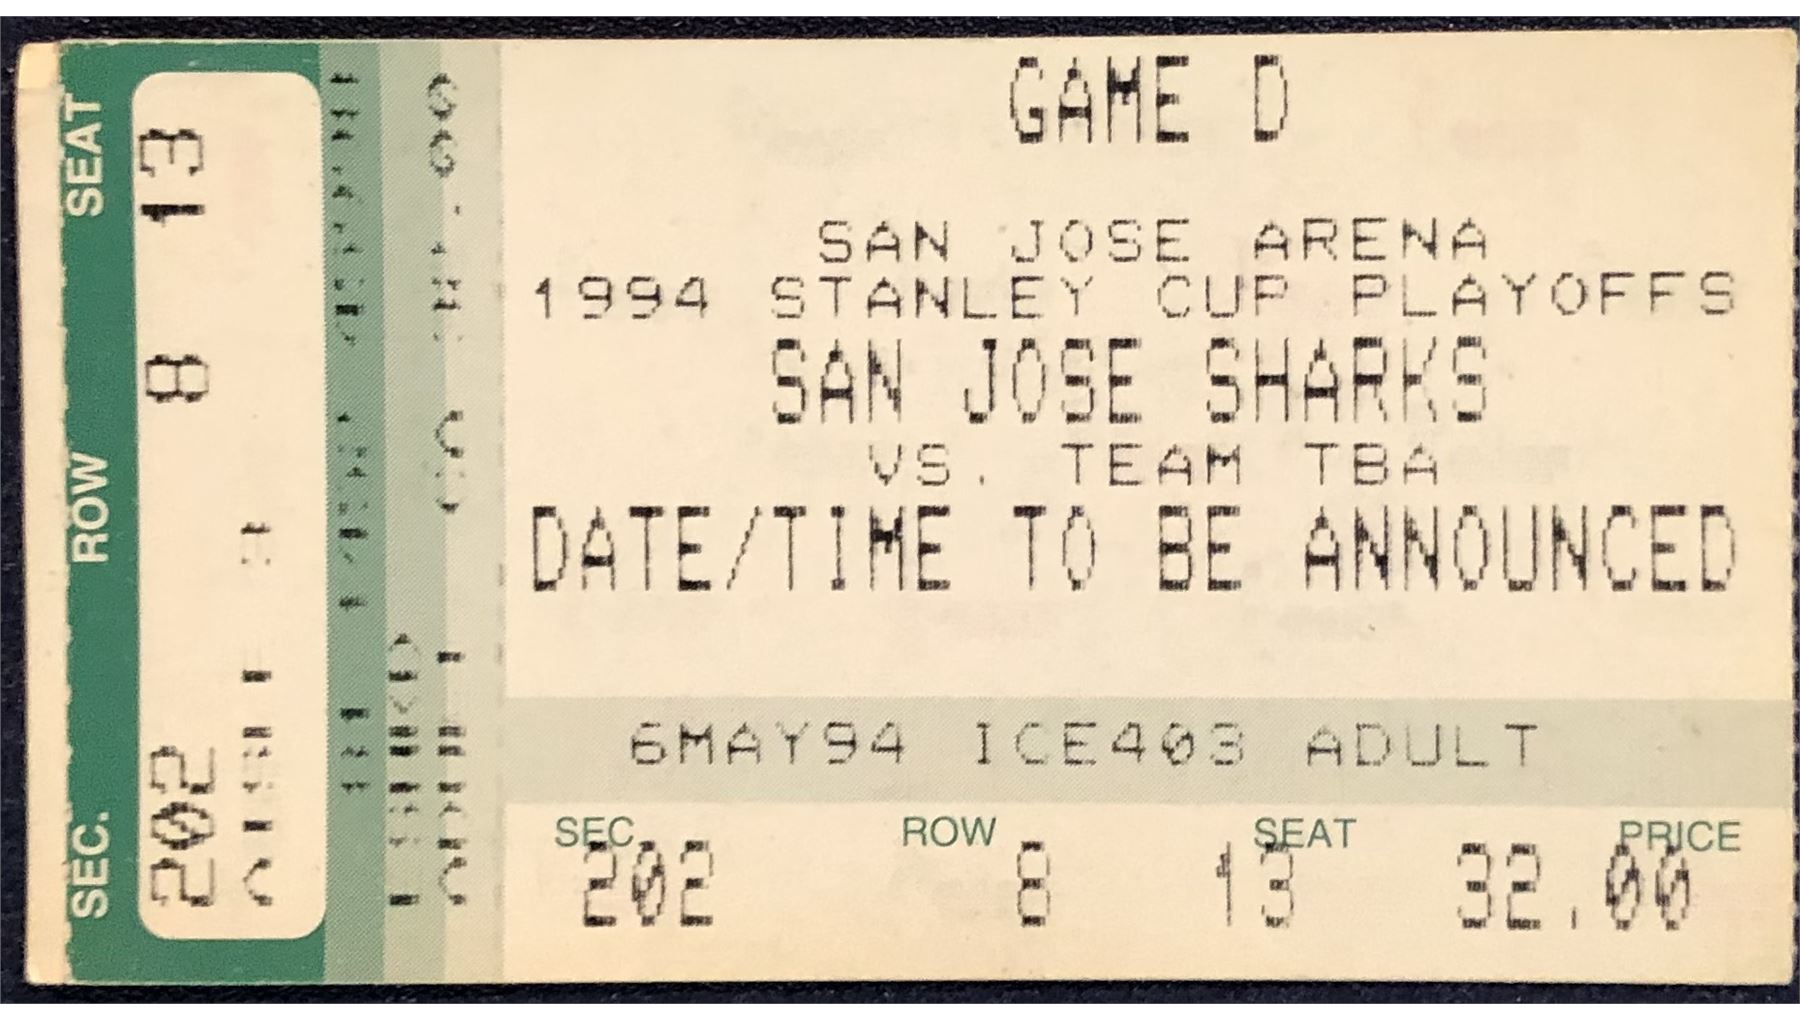 GAME D
SAN JOSE ARENA
1994 STANLEY CUP PLAYOFFS
SAN JOSE SHARKS
VS. TEAM TBA
DATE/TIME TO BE ANNOUNCED
6MAY94 ICE403 ADULT
SEC. ROW SEAT PRICE
202 8 13 32.00
SEC. ROW SEAT
202 8 13